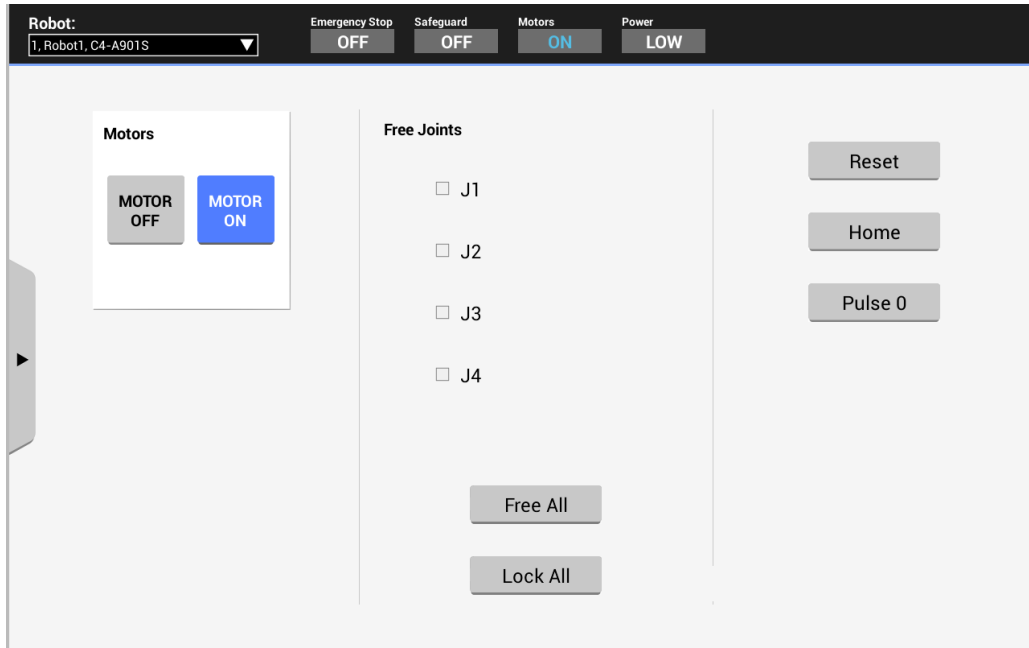 Robot:
1, Robot1, C4-A901S
Emergency Stop
OFF
Safeguard
OFF
Motors
ON
Power
LOW
Motors
MOTOR
OFF
MOTOR
ON
Free Joints
J1
J2
J3
J4
Free All
Lock All
Reset
Home
Pulse 0